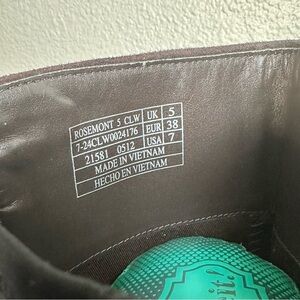 ROSEMONT 5 CLW UK 5
7-24CLW0024176 EUR 38
21581 0512 USA 7
MADE IN VIETNAM
HECHO EN VIETNAM
it!